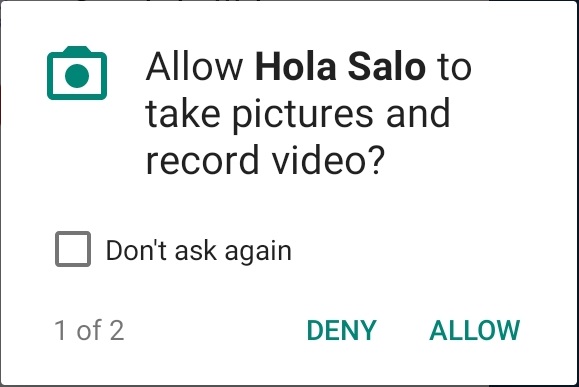 Allow Hola Salo to
take pictures and
record video?
Don't ask again
1 of 2
DENY
ALLOW